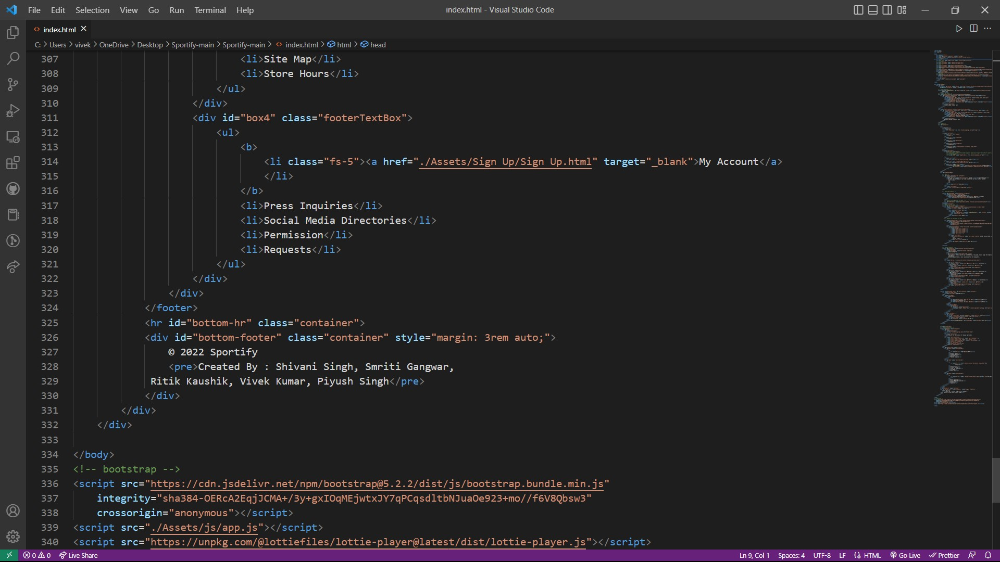 File Edit Selection View Go Run Terminal Help
index.html - Visual Studio Code
index.html
C: > Users > vivek > OneDrive > Desktop > Sportify-main > Sportify-main > index.html > html > head
307 <li>Site Map</li>
308 <li>Store Hours</li>
309 </ul>
310 </div>
311 <div id="box4" class="footerTextBox">
312 <ul>
313 <b>
314 <li class="fs-5"><a href="./Assets/Sign Up/Sign Up.html" target="_blank">My Account</a>
315 </li>
316 </b>
317 <li>Press Inquiries</li>
318 <li>Social Media Directories</li>
319 <li>Permission</li>
320 <li>Requests</li>
321 </ul>
322 </div>
323 </div>
324 </footer>
325 <hr id="bottom-hr" class="container">
326 <div id="bottom-footer" class="container" style="margin: 3rem auto;">
327 © 2022 Sportify
328 <pre>Created By : Shivani Singh, Smriti Gangwar,
329 Ritik Kaushik, Vivek Kumar, Piyush Singh</pre>
330 </div>
331 </div>
332 </div>
333
334 </body>
335 <!-- bootstrap -->
336 <script src="https://cdn.jsdelivr.net/npm/bootstrap@5.2.2/dist/js/bootstrap.bundle.min.js"
337 integrity="sha384-OERcA2EqjJCMA+/3y+gxIOqMEjwtxJY7qPCqsdltbNJuaOe923+mo//f6V8Qbsw3"
338 crossorigin="anonymous"></script>
339 <script src="./Assets/js/app.js"></script>
340 <script src="https://unpkg.com/@lottiefiles/lottie-player@latest/dist/lottie-player.js"></script>
0 0 Live Share Ln 9, Col 1 Spaces: 4 UTF-8 LF HTML Go Live Prettier